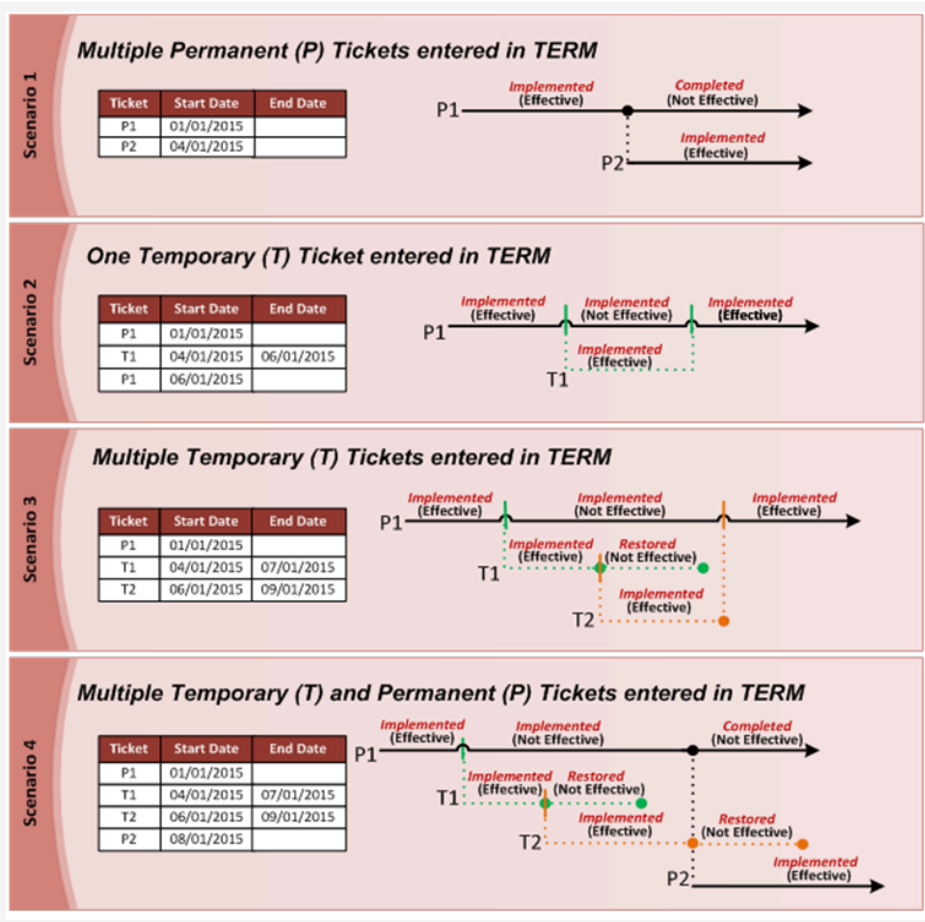 Scenario 1
Multiple Permanent (P) Tickets entered in TERM
Ticket Start Date End Date
P1 01/01/2015
P2 04/01/2015
Implemented
(Effective)
Completed
(Not Effective)
P1
Implemented
(Effective)
P2
Scenario 2
One Temporary (T) Ticket entered in TERM
Ticket Start Date End Date
P1 01/01/2015
T1 04/01/2015 06/01/2015
P1 06/01/2015
Implemented
(Effective)
Implemented
(Not Effective)
Implemented
(Effective)
P1
Implemented
(Effective)
T1
Scenario 3
Multiple Temporary (T) Tickets entered in TERM
Ticket Start Date End Date
P1 01/01/2015
T1 04/01/2015 07/01/2015
T2 06/01/2015 09/01/2015
Implemented
(Effective)
Implemented
(Not Effective)
Implemented
(Effective)
P1
Implemented
(Effective)
Restored
(Not Effective)
T1
Implemented
(Effective)
T2
Scenario 4
Multiple Temporary (T) and Permanent (P) Tickets entered in TERM
Ticket Start Date End Date
P1 01/01/2015
T1 04/01/2015 07/01/2015
T2 06/01/2015 09/01/2015
P2 08/01/2015
Implemented
(Effective)
Implemented
(Not Effective)
Completed
(Not Effective)
P1
Implemented
(Effective)
Restored
(Not Effective)
T1
Implemented
(Effective)
Restored
(Not Effective)
T2
Implemented
(Effective)
P2